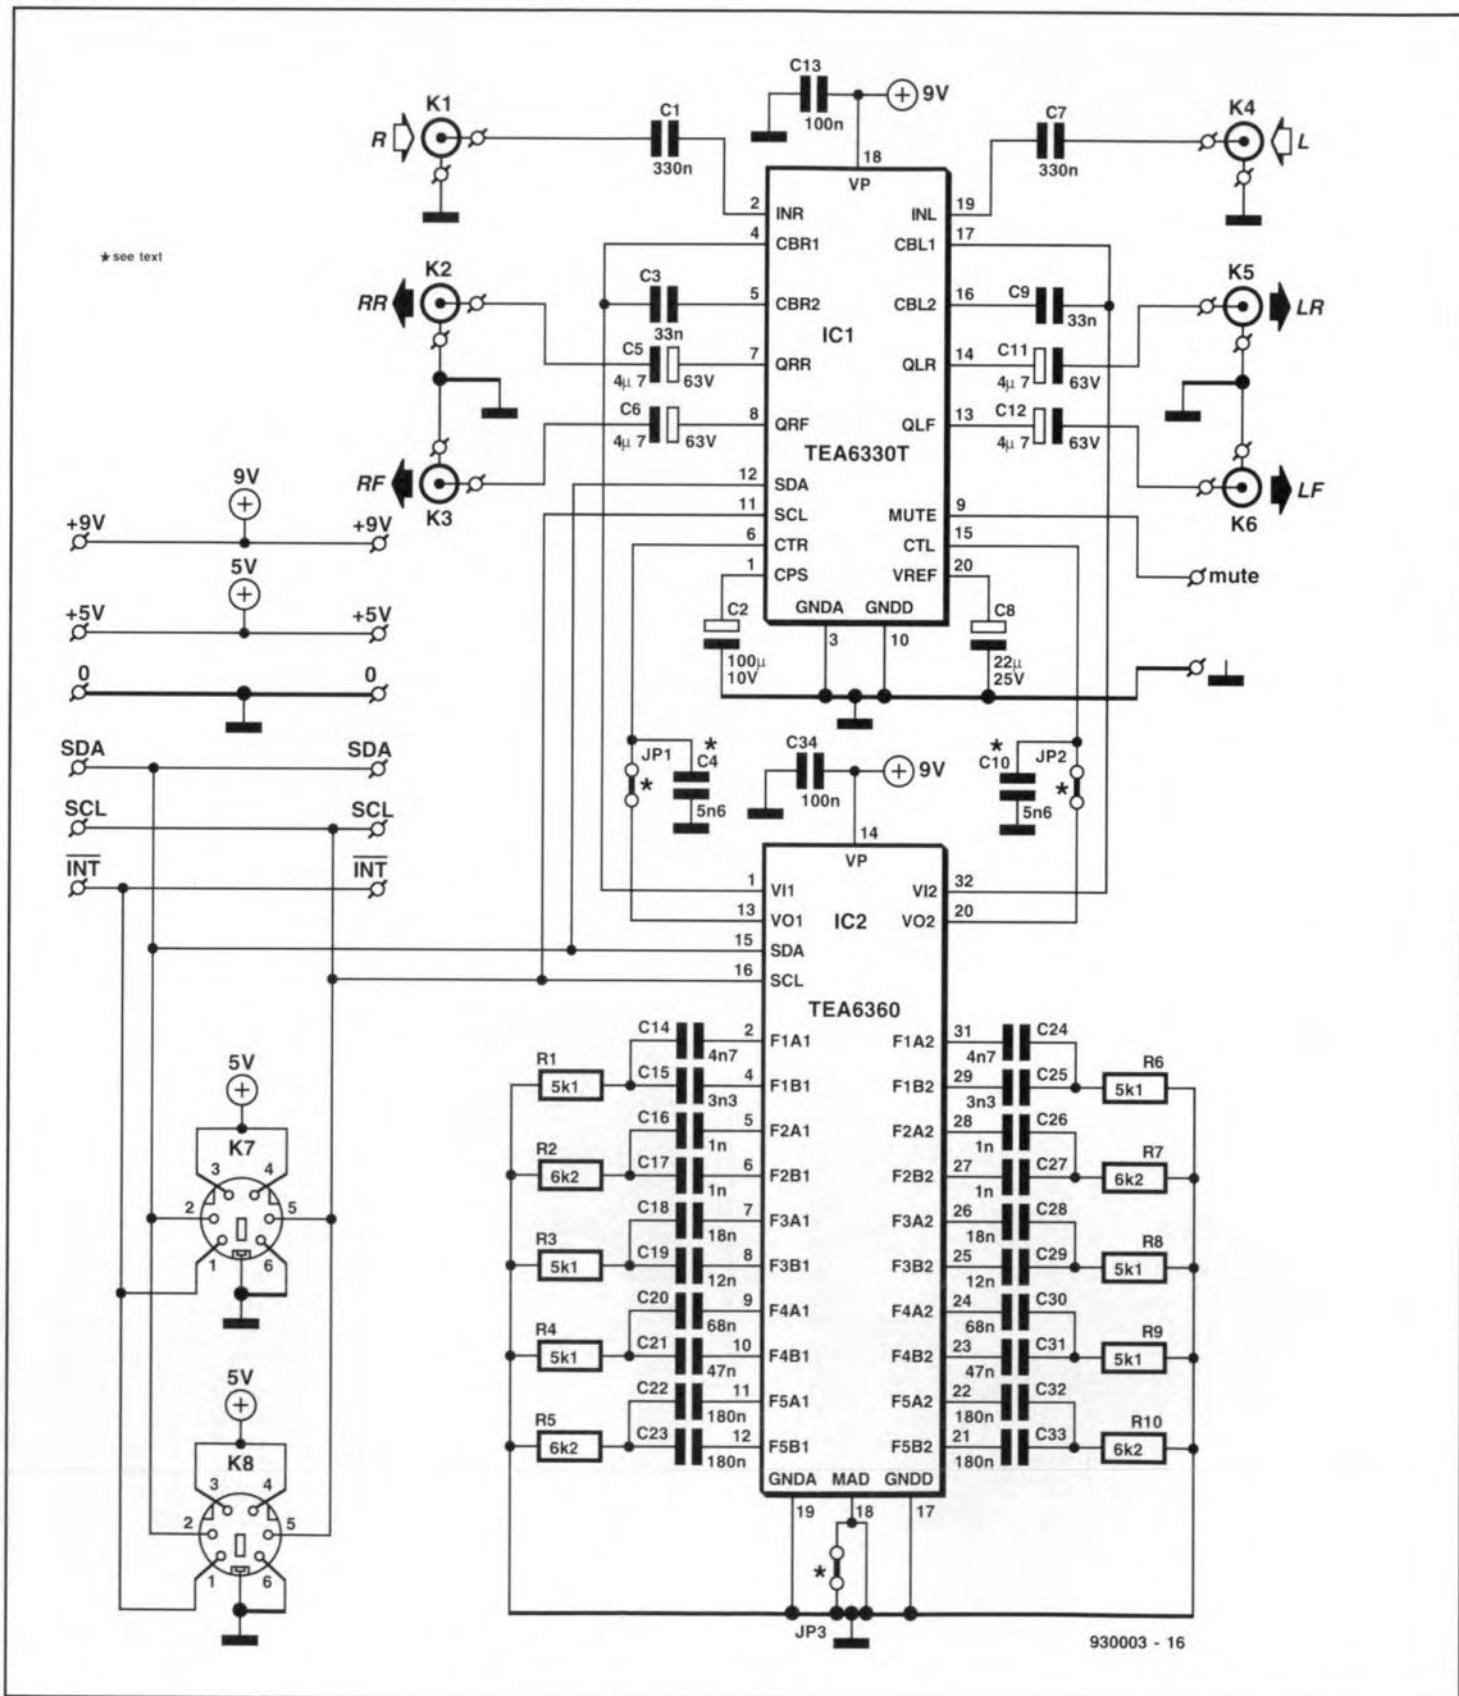 C13
9V
100n
K1
R
C1
330n
C7
330n
K4
L
18
VP
2
INR
INL
19
4
CBR1
CBL1
17
* see text
K2
RR
C3
33n
5
CBR2
CBL2
16
C9
33n
K5
LR
IC1
C5
4μ7
63V
7
QRR
QLR
14
C11
4μ7
63V
C6
4μ7
63V
8
QRF
QLF
13
C12
4μ7
63V
TEA6330T
RF
K3
LF
K6
12
SDA
11
SCL
MUTE
9
6
CTR
CTL
15
1
CPS
VREF
20
mute
GNDA
GNDD
3
10
C2
100μ
10V
C8
22μ
25V
9V
+9V
+9V
5V
+5V
+5V
0
0
SDA
SDA
SCL
SCL
INT
INT
JP1
*
*
C4
5n6
C34
100n
9V
*
C10
5n6
JP2
*
14
VP
1
VI1
VI2
32
13
VO1
IC2
VO2
20
15
SDA
16
SCL
TEA6360
C14
4n7
2
F1A1
F1A2
31
4n7
C24
R1
5k1
C15
3n3
4
F1B1
F1B2
29
3n3
C25
R6
5k1
C16
1n
5
F2A1
F2A2
28
1n
C26
R2
6k2
C17
1n
6
F2B1
F2B2
27
1n
C27
R7
6k2
C18
18n
7
F3A1
F3A2
26
18n
C28
R3
5k1
C19
12n
8
F3B1
F3B2
25
12n
C29
R8
5k1
C20
68n
9
F4A1
F4A2
24
68n
C30
R4
5k1
C21
47n
10
F4B1
F4B2
23
47n
C31
R9
5k1
C22
180n
11
F5A1
F5A2
22
180n
C32
R5
6k2
C23
180n
12
F5B1
F5B2
21
180n
C33
R10
6k2
GNDA MAD GNDD
19
18
17
*
JP3
5V
K7
3
4
2
5
1
6
5V
K8
3
4
2
5
1
6
930003 - 16